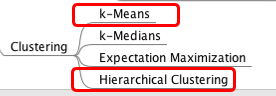 k-Means
k-Medians
Clustering
Expectation Maximization
Hierarchical Clustering